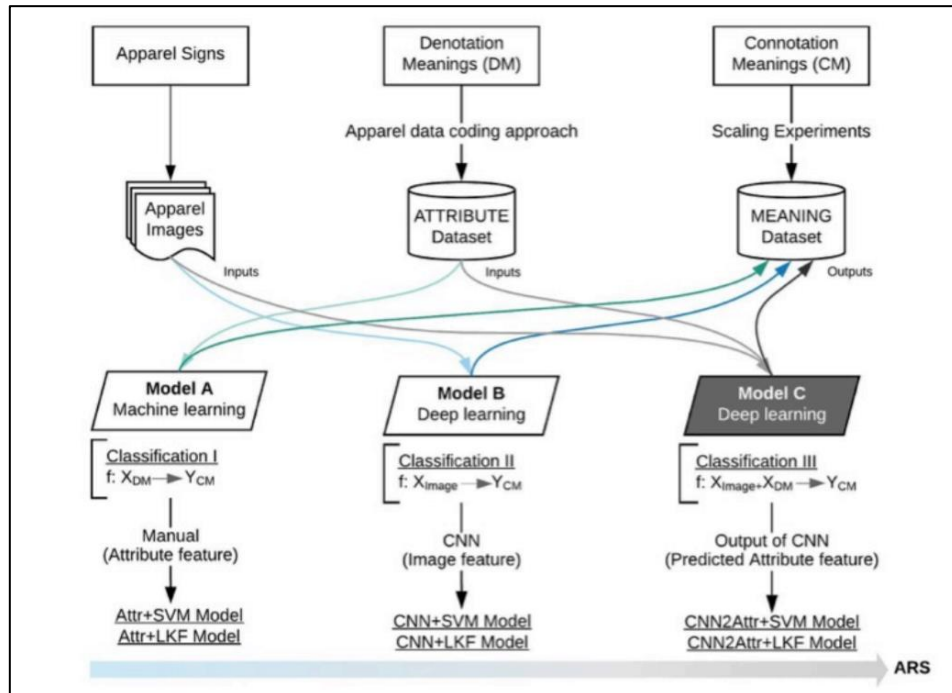 Apparel Signs
Denotation
Meanings (DM)
Connotation
Meanings (CM)
Apparel data coding approach
Scaling Experiments
Apparel
Images
ATTRIBUTE
Dataset
MEANING
Dataset
Inputs
Inputs
Outputs
Model A
Machine learning
Model B
Deep learning
Model C
Deep learning
Classification I
f: XDM → YCM
Classification II
f: XImage → YCM
Classification III
f: XImage+XDM → YCM
Manual
(Attribute feature)
CNN
(Image feature)
Output of CNN
(Predicted Attribute feature)
Attr+SVM Model
Attr+LKF Model
CNN+SVM Model
CNN+LKF Model
CNN2Attr+SVM Model
CNN2Attr+LKF Model
ARS